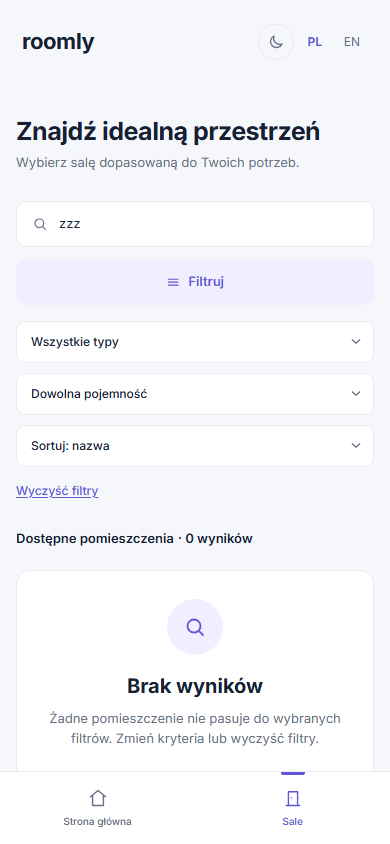 roomly
PL
EN
Znajdź idealną przestrzeń
Wybierz salę dopasowaną do Twoich potrzeb.
zzz
Filtruj
Wszystkie typy
Dowolna pojemność
Sortuj: nazwa
Wyczyść filtry
Dostępne pomieszczenia · 0 wyników
Brak wyników
Żadne pomieszczenie nie pasuje do wybranych
filtrów. Zmień kryteria lub wyczyść filtry.
Strona główna
Sale